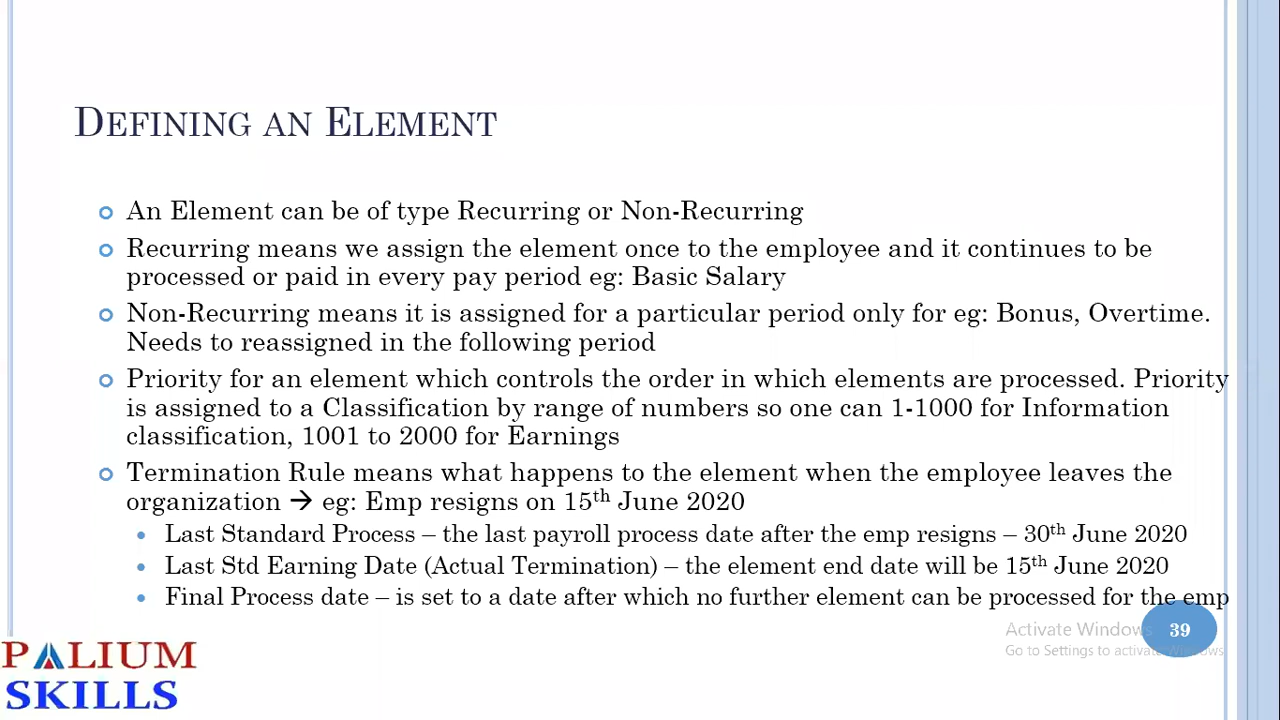 DEFINING AN ELEMENT
An Element can be of type Recurring or Non-Recurring
Recurring means we assign the element once to the employee and it continues to be
processed or paid in every pay period eg: Basic Salary
Non-Recurring means it is assigned for a particular period only for eg: Bonus, Overtime.
Needs to reassigned in the following period
Priority for an element which controls the order in which elements are processed. Priority
is assigned to a Classification by range of numbers so one can 1-1000 for Information
classification, 1001 to 2000 for Earnings
Termination Rule means what happens to the element when the employee leaves the
organization → eg: Emp resigns on 15th June 2020
Last Standard Process – the last payroll process date after the emp resigns – 30th June 2020
Last Std Earning Date (Actual Termination) – the element end date will be 15th June 2020
Final Process date – is set to a date after which no further element can be processed for the emp
Activate Windows
39
Go to Settings to activate Windows
PALIUM
SKILLS